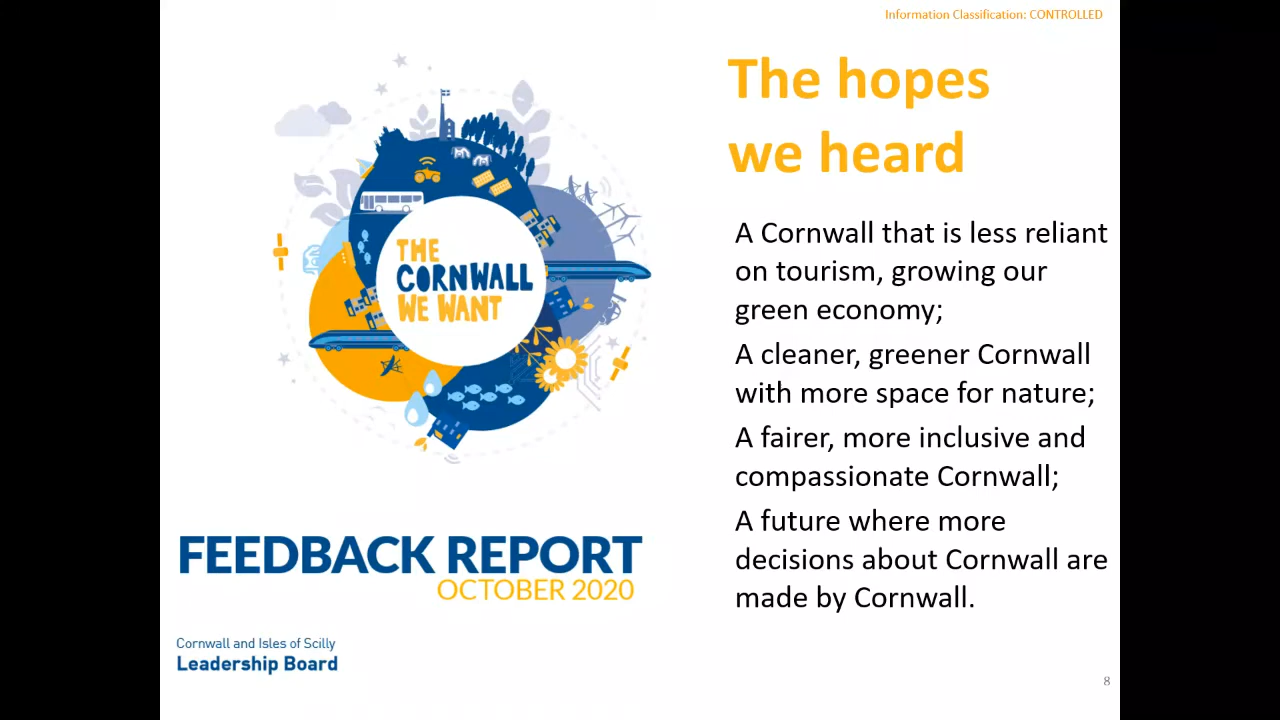 Information Classification: CONTROLLED
The hopes
we heard
THE
CORNWALL
WE WANT
A Cornwall that is less reliant
on tourism, growing our
green economy;
A cleaner, greener Cornwall
with more space for nature;
A fairer, more inclusive and
compassionate Cornwall;
A future where more
decisions about Cornwall are
made by Cornwall.
FEEDBACK REPORT
OCTOBER 2020
Cornwall and Isles of Scilly
Leadership Board
8